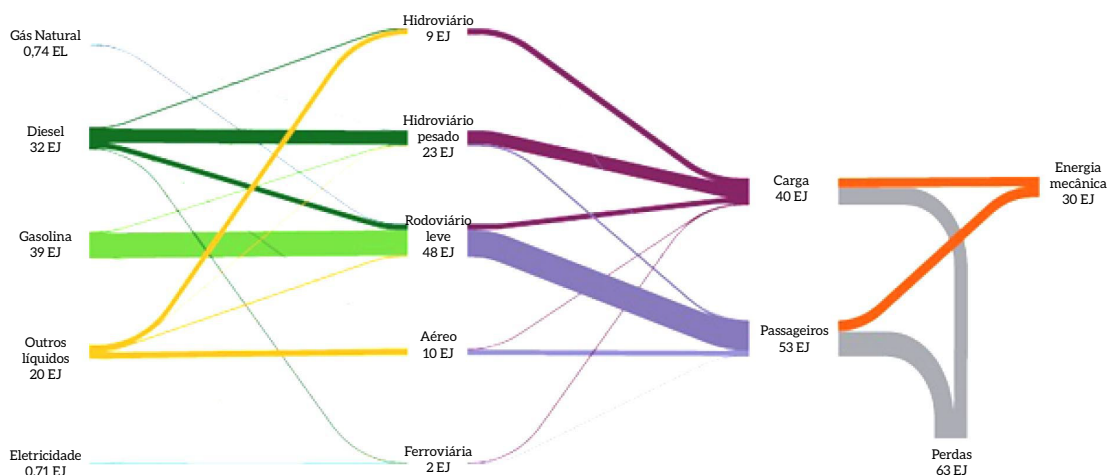 Gás Natural
0,74 EL
Diesel
32 EJ
Gasolina
39 EJ
Outros
líquidos
20 EJ
Eletricidade
0,71 EJ
Hidroviário
9 EJ
Hidroviário
pesado
23 EJ
Rodoviário
leve
48 EJ
Aéreo
10 EJ
Ferroviária
2 EJ
Carga
40 EJ
Passageiros
53 EJ
Energia
mecânica
30 EJ
Perdas
63 EJ